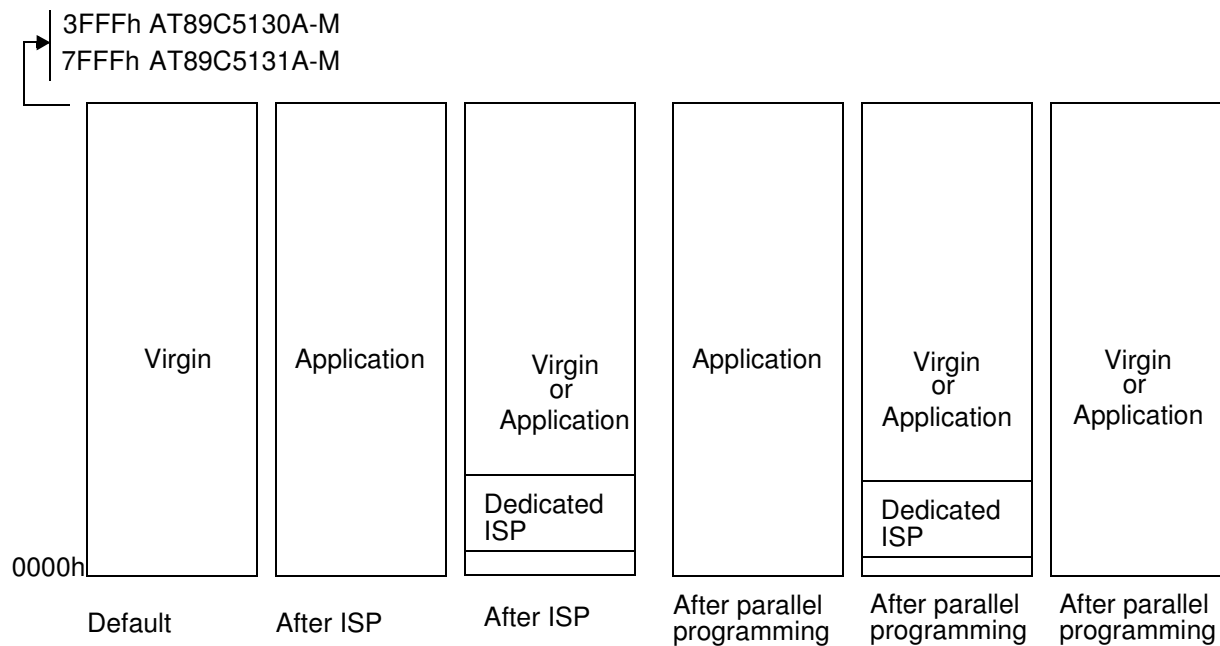 3FFFh AT89C5130A-M
7FFFh AT89C5131A-M
Virgin
Application
Virgin
or
Application
Application
Virgin
or
Application
Virgin
or
Application
Dedicated
ISP
Dedicated
ISP
0000h
Default
After ISP
After ISP
After parallel
programming
After parallel
programming
After parallel
programming